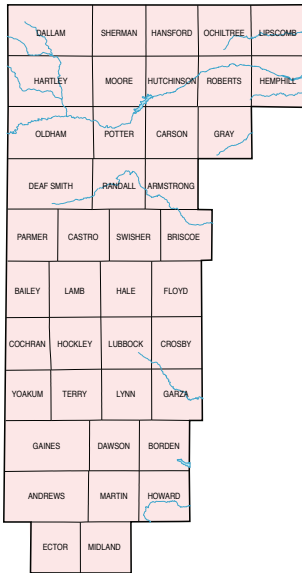 DALLAM SHERMAN HANSFORD OCHILTREE LIPSCOMB
HARTLEY MOORE HUTCHINSON ROBERTS HEMPHILL
OLDHAM POTTER CARSON GRAY
DEAF SMITH RANDALL ARMSTRONG
PARMER CASTRO SWISHER BRISCOE
BAILEY LAMB HALE FLOYD
COCHRAN HOCKLEY LUBBOCK CROSBY
YOAKUM TERRY LYNN GARZA
GAINES DAWSON BORDEN
ANDREWS MARTIN HOWARD
ECTOR MIDLAND